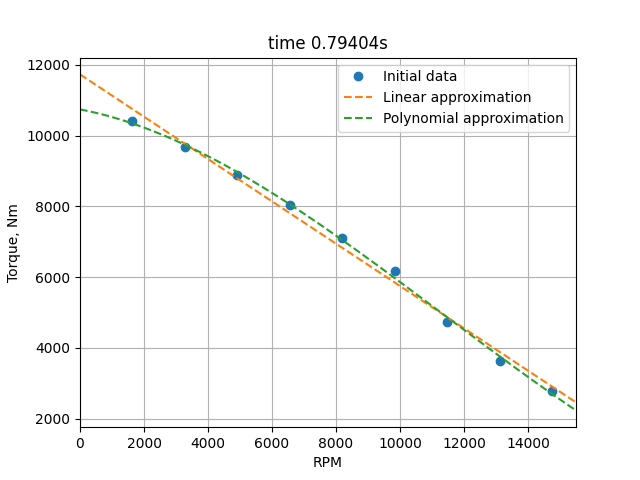 time 0.79404s
Initial data
Linear approximation
Polynomial approximation
Torque, Nm
12000
10000
8000
6000
4000
2000
0 2000 4000 6000 8000 10000 12000 14000
RPM